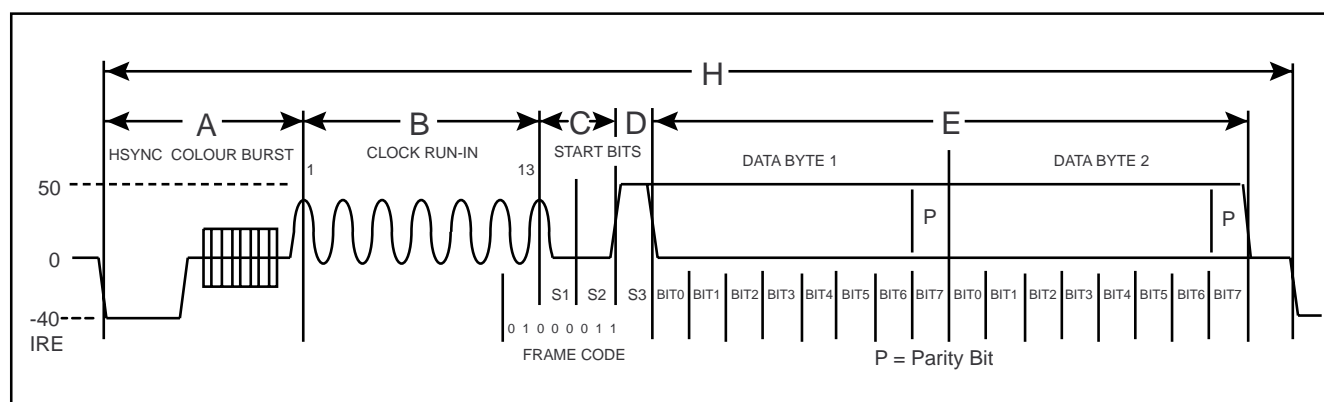 H
A B C D E
HSYNC COLOUR BURST CLOCK RUN-IN START BITS DATA BYTE 1 DATA BYTE 2
1 13
50
P P
0
S1 S2 S3 BIT0 BIT1 BIT2 BIT3 BIT4 BIT5 BIT6 BIT7 BIT0 BIT1 BIT2 BIT3 BIT4 BIT5 BIT6 BIT7
-40
IRE
0 1 0 0 0 0 1 1
FRAME CODE
P = Parity Bit